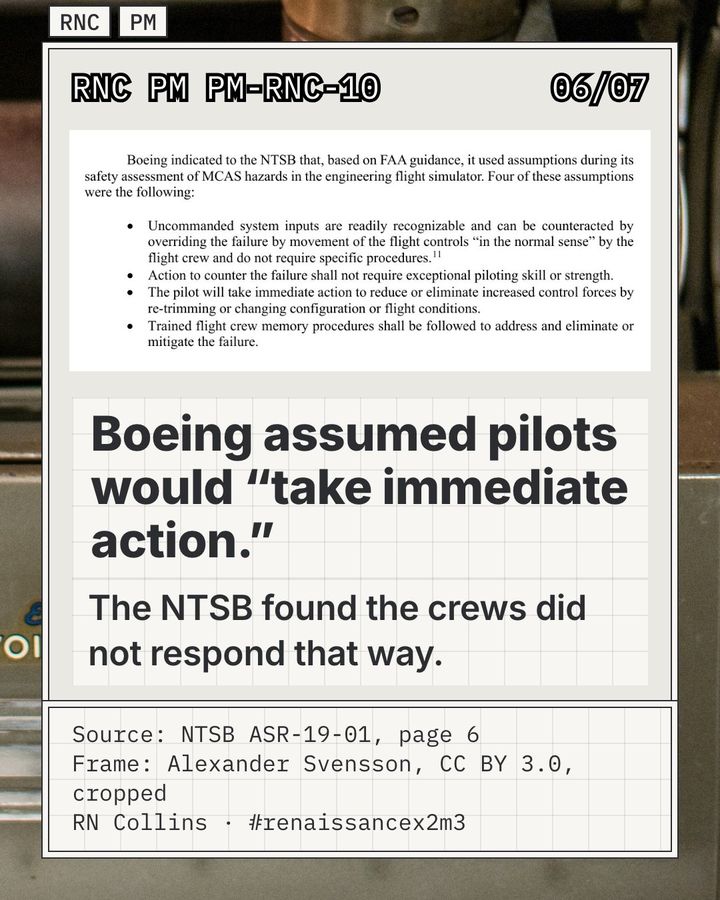 RNC PM
RNC PM PM-RNC-10 06/07
Boeing indicated to the NTSB that, based on FAA guidance, it used assumptions during its
safety assessment of MCAS hazards in the engineering flight simulator. Four of these assumptions
were the following:
• Uncommanded system inputs are readily recognizable and can be counteracted by
overriding the failure by movement of the flight controls “in the normal sense” by the
flight crew and do not require specific procedures.11
• Action to counter the failure shall not require exceptional piloting skill or strength.
• The pilot will take immediate action to reduce or eliminate increased control forces by
re-trimming or changing configuration or flight conditions.
• Trained flight crew memory procedures shall be followed to address and eliminate or
mitigate the failure.
Boeing assumed pilots
would “take immediate
action.”
The NTSB found the crews did
not respond that way.
Source: NTSB ASR-19-01, page 6
Frame: Alexander Svensson, CC BY 3.0,
cropped
RN Collins · #renaissancex2m3